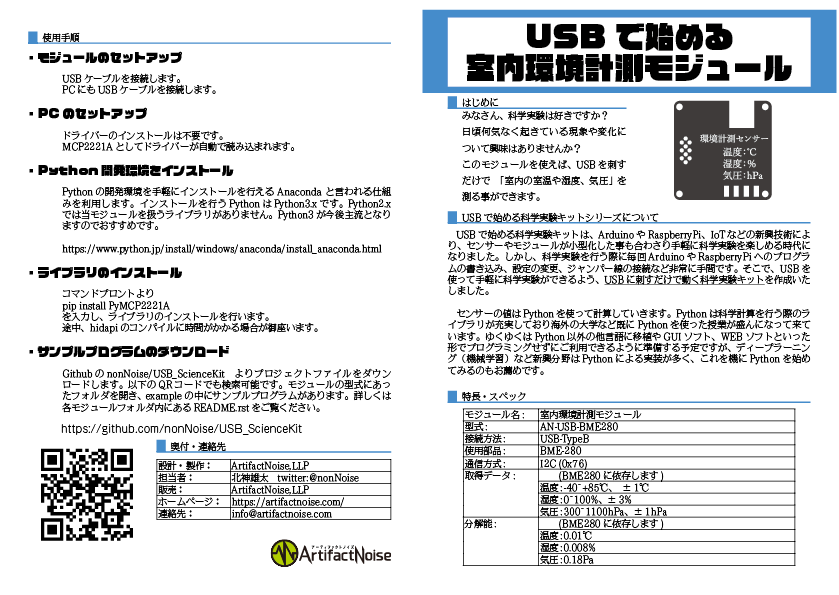 使用手順
・モジュールのセットアップ
USB ケーブルを接続します。
PC にも USB ケーブルを接続します。
・PC のセットアップ
ドライバーのインストールは不要です。
MCP2221A としてドライバーが自動で読み込まれます。
・Python 開発環境をインストール
Python の開発環境を手軽にインストールを行える Anaconda と言われる仕組
みを利用します。インストールを行う Python は Python3.x です。Python2.x
では当モジュールを扱うライブラリがありません。Python3 が今後主流となり
ますのでおすすめです。
https://www.python.jp/install/windows/anaconda/install_anaconda.html
・ライブラリのインストール
コマンドプロントより
pip install PyMCP2221A
を入力し、ライブラリのインストールを行います。
途中、hidapi のコンパイルに時間がかかる場合が御座います。
・サンプルプログラムのダウンロード
Github の nonNoise/USB_ScienceKit よりプロジェクトファイルをダウン
ロードします。以下の QR コードでも検索可能です。モジュールの型式にあっ
たフォルダを開き、example の中にサンプルプログラムがあります。詳しくは
各モジュールフォルダ内にある README.rst をご覧ください。
https://github.com/nonNoise/USB_ScienceKit
奥付・連絡先
設計・製作: ArtifactNoise,LLP
担当者: 北神雄太 twitter:@nonNoise
販売: ArtifactNoise,LLP
ホームページ: https://artifactnoise.com/
連絡先: info@artifactnoise.com
アーティファクトノイズ
ArtifactNoise
USB で始める
室内環境計測モジュール
はじめに
みなさん、科学実験は好きですか?
日頃何気なく起きている現象や変化に
ついて興味はありませんか?
このモジュールを使えば、USB を刺す
だけで 「室内の室温や湿度、気圧」を
測る事ができます。
環境計測センサー
温度:℃
湿度:%
気圧:hPa
USB で始める科学実験キットシリーズについて
USB で始める科学実験キットは、Arduino や RaspberryPi、IoT などの新興技術によ
り、センサーやモジュールが小型化した事も合わさり手軽に科学実験を楽しめる時代に
なりました。しかし、科学実験を行う際に毎回 Arduino や RaspberryPi へのプログラ
ムの書き込み、設定の変更、ジャンパー線の接続など非常に手間です。そこで、USB を
使って手軽に科学実験ができるよう、USB に刺すだけで動く科学実験キットを作成いた
しました。
センサーの値は Python を使って計算していきます。Python は科学計算を行う際のラ
イブラリが充実しており海外の大学など既に Python を使った授業が盛んになって来て
います。ゆくゆくは Python 以外の他言語に移植や GUI ソフト、WEB ソフトといった
形でプログラミングせずにご利用できるように準備する予定ですが、ディープラーニン
グ（機械学習）など新興分野は Python による実装が多く、これを機に Python を始め
てみるのもお薦めです。
特長・スペック
モジュール名: 室内環境計測モジュール
型式: AN-USB-BME280
接続方法: USB-TypeB
使用部品: BME-280
通信方式: I2C (0x76)
取得データ: (BME280 に依存します)
温度:-40~+85℃、 ± 1℃
湿度:0~100%、± 3%
気圧:300~1100hPa、± 1hPa
分解能: (BME280 に依存します)
温度:0.01℃
湿度:0.008%
気圧:0.18Pa